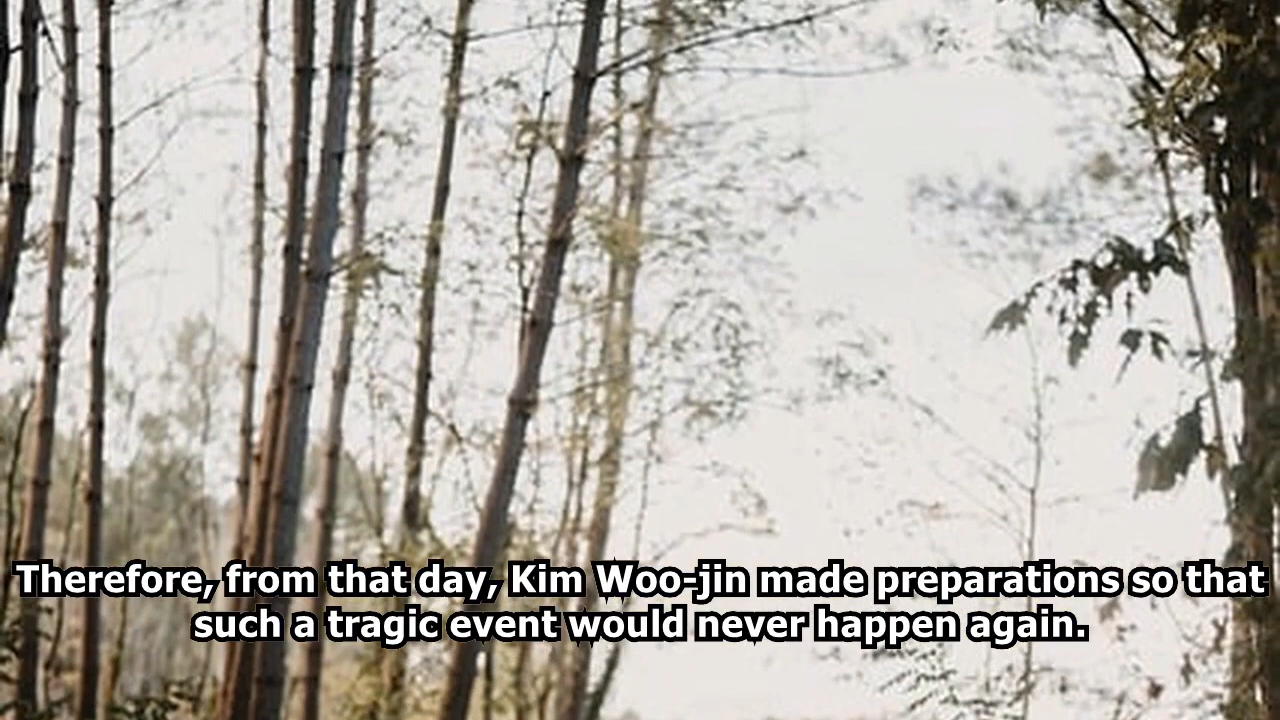 Therefore, from that day, Kim Woo-jin made preparations so that
such a tragic event would never happen again.